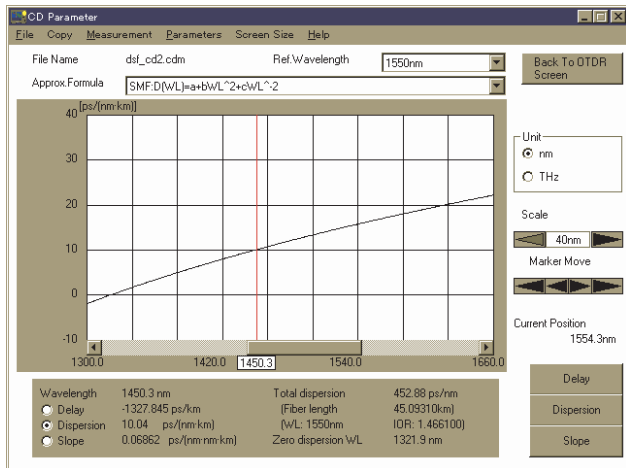 CD Parameter
File Copy Measurement Parameters Screen Size Help
File Name dsf_cd2.cdm Ref.Wavelength 1550nm Back To OTDR Screen
Approx.Formula SMF:D(WL)=a+bWL^2+cWL^-2
[ps/(nm·km)]
40
30
20
10
0
-10
1300.0 1420.0 1450.3 1540.0 1660.0
Unit
nm
THz
Scale
40nm
Marker Move
Current Position
1554.3nm
Wavelength 1450.3 nm Total dispersion 452.88 ps/nm
Delay -1327.845 ps/km (Fiber length 45.09310km)
Dispersion 10.04 ps/(nm·km) (WL: 1550nm IOR: 1.466100)
Slope 0.06862 ps/(nm·nm·km) Zero dispersion WL 1321.9 nm
Delay
Dispersion
Slope